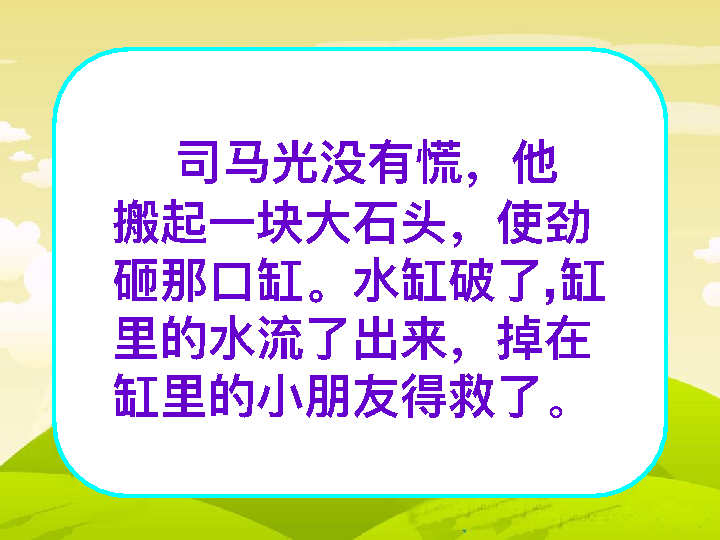 司马光没有慌，他
搬起一块大石头，使劲
砸那口缸。水缸破了,缸
里的水流了出来，掉在
缸里的小朋友得救了。